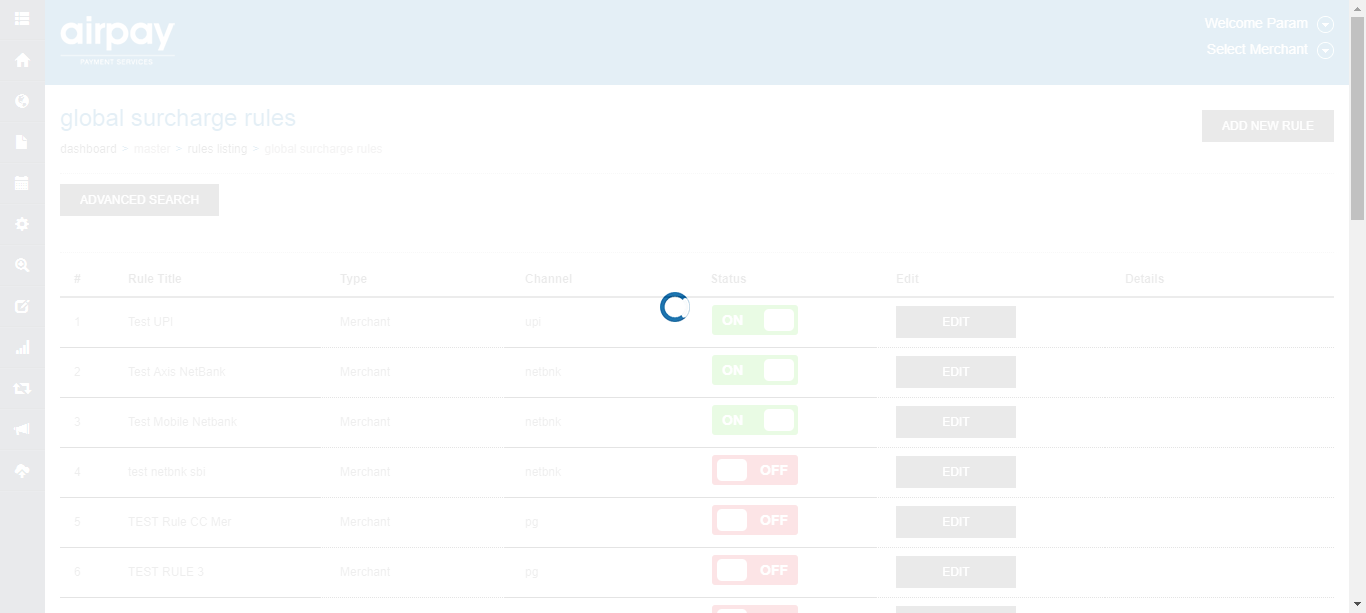 airpay
PAYMENT SERVICES
Welcome Param
Select Merchant
global surcharge rules
dashboard > master > rules listing > global surcharge rules
ADD NEW RULE
ADVANCED SEARCH
# Rule Title Type Channel Status Edit Details
1 Test UPI Merchant upi ON EDIT
2 Test Axis NetBank Merchant netbnk ON EDIT
3 Test Mobile Netbank Merchant netbnk ON EDIT
4 test netbnk sbi Merchant netbnk OFF EDIT
5 TEST Rule CC Mer Merchant pg OFF EDIT
6 TEST RULE 3 Merchant pg OFF EDIT